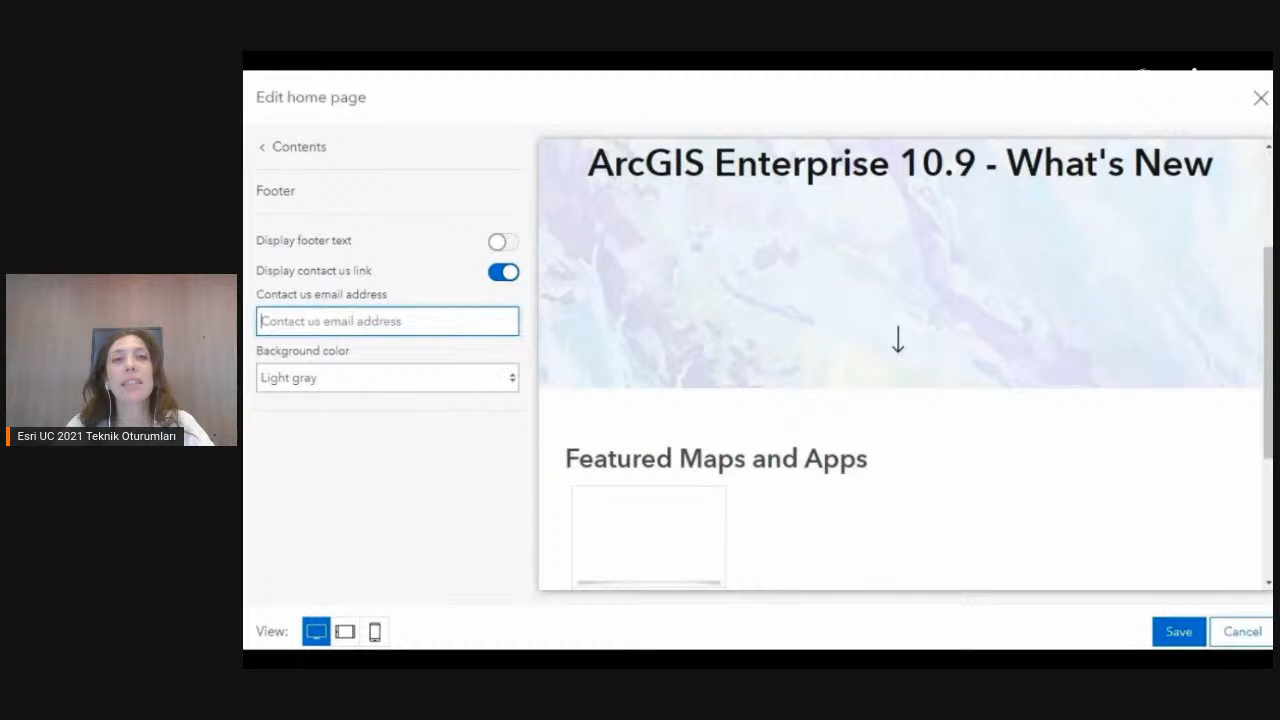 Edit home page
Contents
Footer
Display footer text
Display contact us link
Contact us email address
Contact us email address
Background color
Light gray
ArcGIS Enterprise 10.9 - What's New
Featured Maps and Apps
Esri UC 2021 Teknik Oturumları
View:
Save
Cancel